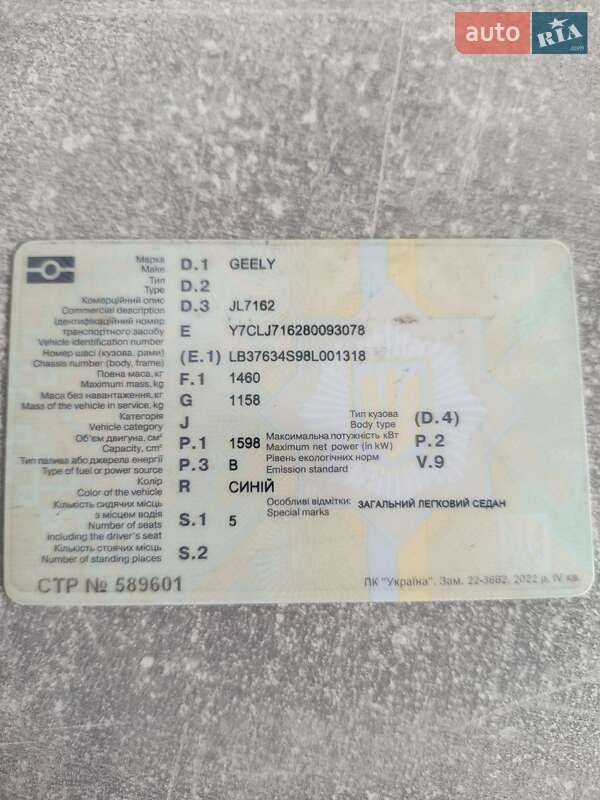 auto RIA .com
Марка
Make D.1 GEELY
Тип
Type D.2
Комерційний опис
Commercial description D.3 JL7162
Ідентифікаційний номер
транспортного засобу E Y7CLJ716280093078
Vehicle identification number
Номер шасі (кузова, рами) (E.1) LB37634S98L001318
Chassis number (body, frame)
Повна маса, кг F.1 1460
Maximum mass, kg
Маса без навантаження, кг G 1158
Mass of the vehicle in service, kg
Категорія
Vehicle category J
Тип кузова
Body type (D.4)
Об'єм двигуна, см³ P.1 1598 Максимальна потужність кВт P.2
Capacity, cm³ Maximum net power (in kW)
Тип палива або джерела енергії P.3 B Рівень екологічних норм V.9
Type of fuel or power source Emission standard
Колір R СИНІЙ
Color of the vehicle
Кількість сидячих місць Особливі відмітки: ЗАГАЛЬНИЙ ЛЕГКОВИЙ СЕДАН
з місцем водія Special marks
Number of seats S.1 5
including the driver's seat
Кількість стоячих місць S.2
Number of standing places
СТР № 589601 ПК "Україна". Зам. 22-3682. 2022 р. IV кв.